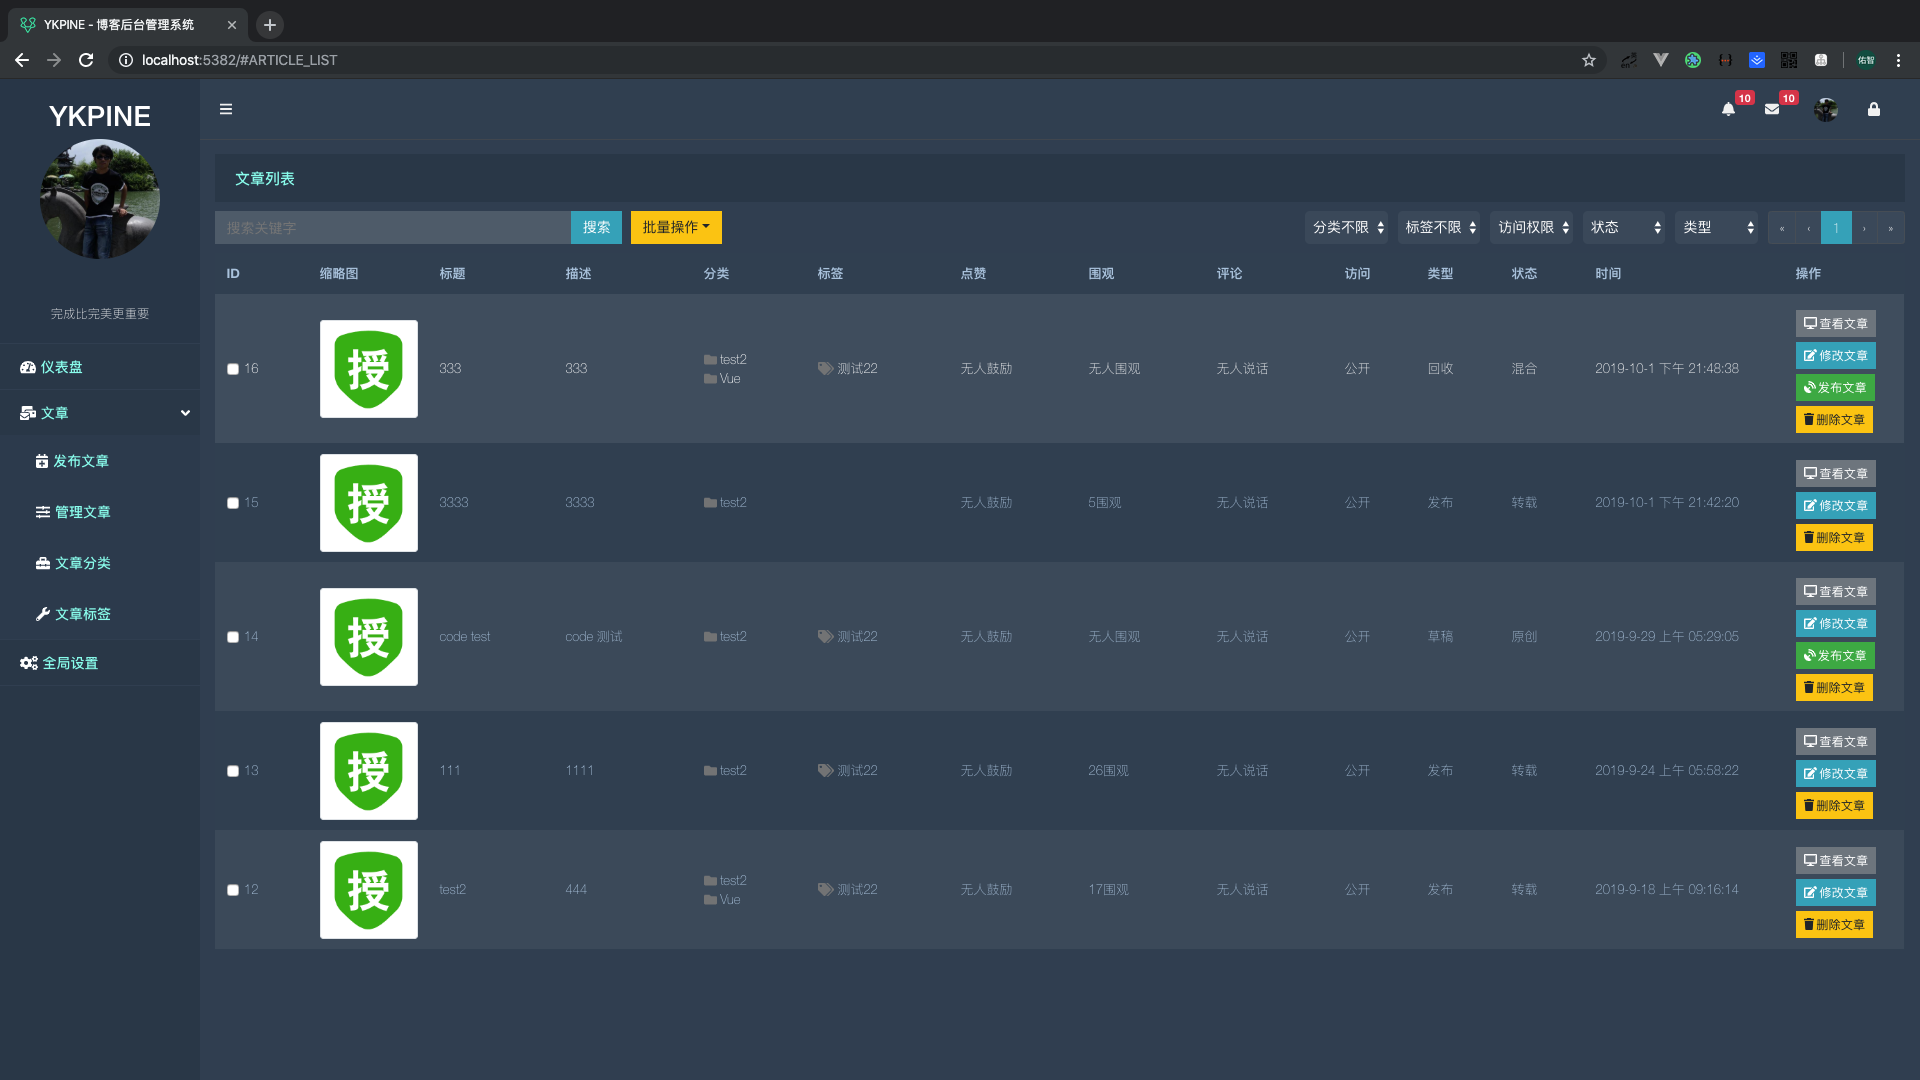 YKPINE - 博客后台管理系统
localhost:5382/#ARTICLE_LIST
佑智
YKPINE
10
10
完成比完美更重要
仪表盘
文章
发布文章
管理文章
文章分类
文章标签
全局设置
文章列表
搜索关键字 搜索 批量操作 分类不限 标签不限 访问权限 状态 类型 « ‹ 1 › »
ID 缩略图 标题 描述 分类 标签 点赞 围观 评论 访问 类型 状态 时间 操作
16 授 333 333 test2 Vue 测试22 无人鼓励 无人围观 无人说话 公开 回收 混合 2019-10-1 下午 21:48:38
查看文章
修改文章
发布文章
删除文章
15 授 3333 3333 test2 无人鼓励 5围观 无人说话 公开 发布 转载 2019-10-1 下午 21:42:20
查看文章
修改文章
删除文章
14 授 code test code 测试 test2 测试22 无人鼓励 无人围观 无人说话 公开 草稿 原创 2019-9-29 上午 05:29:05
查看文章
修改文章
发布文章
删除文章
13 授 111 1111 test2 测试22 无人鼓励 26围观 无人说话 公开 发布 转载 2019-9-24 上午 05:58:22
查看文章
修改文章
删除文章
12 授 test2 444 test2 Vue 测试22 无人鼓励 17围观 无人说话 公开 发布 转载 2019-9-18 上午 09:16:14
查看文章
修改文章
删除文章